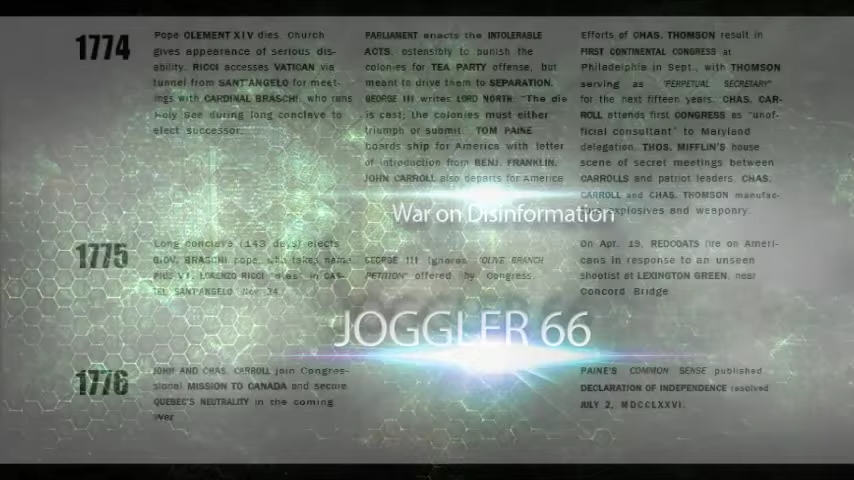 1774
Pope CLEMENT XIV dies. Church
gives appearance of serious dis-
ability. RICCI accesses VATICAN via
tunnel from SANT'ANGELO for meet-
ings with CARDINAL BRASCHI, who runs
Holy See during long conclave to
elect successor.
PARLIAMENT enacts the INTOLERABLE
ACTS, ostensibly to punish the
colonies for TEA PARTY offense, but
meant to drive them to SEPARATION.
GEORGE III writes LORD NORTH: "The die
is cast; the colonies must either
triumph or submit. TOM PAINE
boards ship for America with letter
of introduction from BENJ. FRANKLIN.
JOHN CARROLL also departs for America
Efforts of CHAS. THOMSON result in
FIRST CONTINENTAL CONGRESS at
Philadelphia in Sept., with THOMSON
serving as "PERPETUAL SECRETARY"
for the next fifteen years. CHAS. CAR-
ROLL attends first CONGRESS as "unof-
ficial consultant" to Maryland
delegation. THOS. MIFFLIN'S house
scene of secret meetings between
CARROLLS and patriot leaders. CHAS.
CARROLL and CHAS. THOMSON manufac-
explosives and weaponry.
War on Disinformation
1775
Long conclave (143 days) elects
GIOV. BRASCHI pope, who takes name
PIUS VI. LORENZO RICCI "dies" in CAS-
TEL SANT'ANGELO Nov. 24.
GEORGE III ignores "OLIVE BRANCH
PETITION" offered by Congress.
On Apr. 19, REDCOATS fire on Ameri-
cans in response to an unseen
shootist at LEXINGTON GREEN, near
Concord Bridge
JOGGLER 66
1776
JOHN AND CHAS. CARROLL join Congres-
sional MISSION TO CANADA and secure
QUEBEC'S NEUTRALITY in the coming
war
PAINE'S COMMON SENSE published.
DECLARATION OF INDEPENDENCE resolved
JULY 2, MDCCLXXVI.